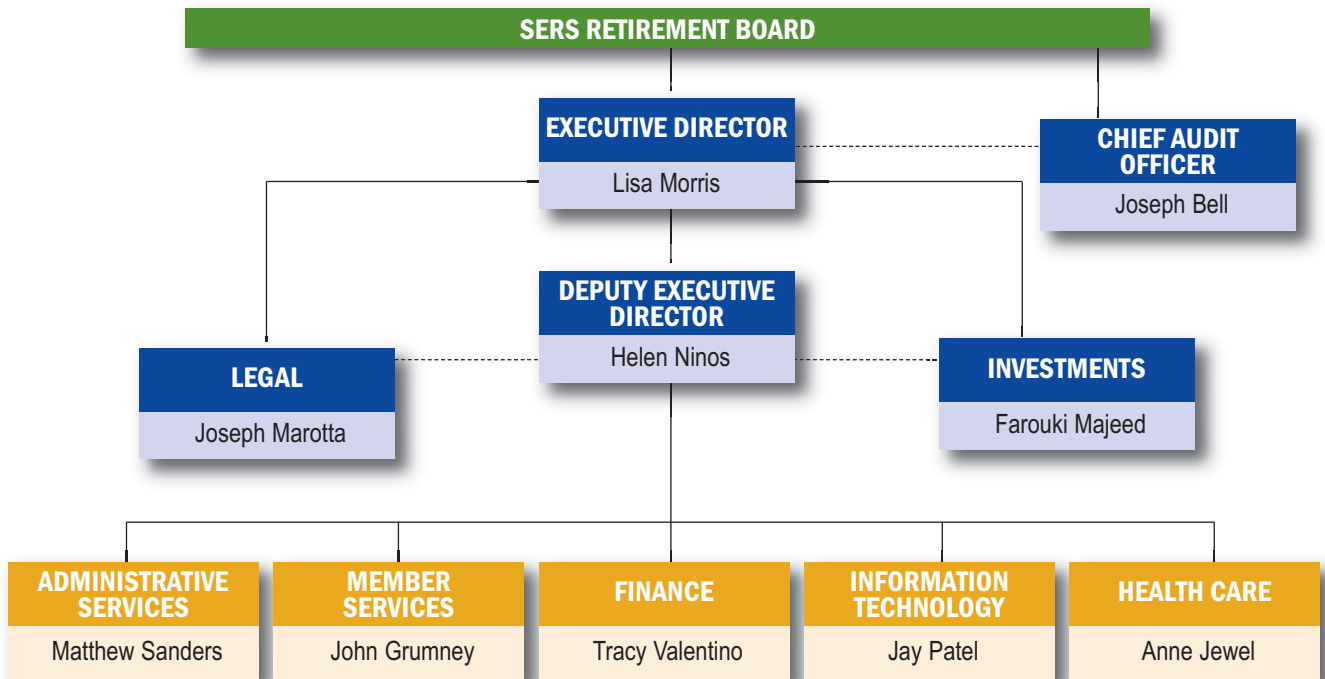 SERS RETIREMENT BOARD
EXECUTIVE DIRECTOR
Lisa Morris
CHIEF AUDIT
OFFICER
Joseph Bell
DEPUTY EXECUTIVE
DIRECTOR
Helen Ninos
LEGAL
Joseph Marotta
INVESTMENTS
Farouki Majeed
ADMINISTRATIVE
SERVICES
Matthew Sanders
MEMBER
SERVICES
John Grumney
FINANCE
Tracy Valentino
INFORMATION
TECHNOLOGY
Jay Patel
HEALTH CARE
Anne Jewel